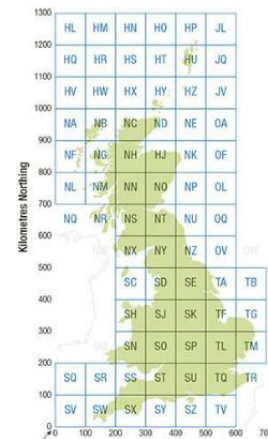 1300
HL HM HN HO HP JL
1200
HQ HR HS HT HU JQ
1100
HV HW HX HY HZ JV
1000
NA NB NC ND NE OA
900
NF NG NH HJ NK OF
800
NL NM NN NO NP OL
700
NQ NR NS NT NU OQ
600
NX NY NZ OV
500
SC SD SE TA TB
400
SH SJ SK TF TG
300
SN SO SP TL TM
200
SQ SR SS ST SU TQ TR
100
SV SW SX SY SZ TV
0
0 100 200 300 400 500 600 70
Kilometres Northing